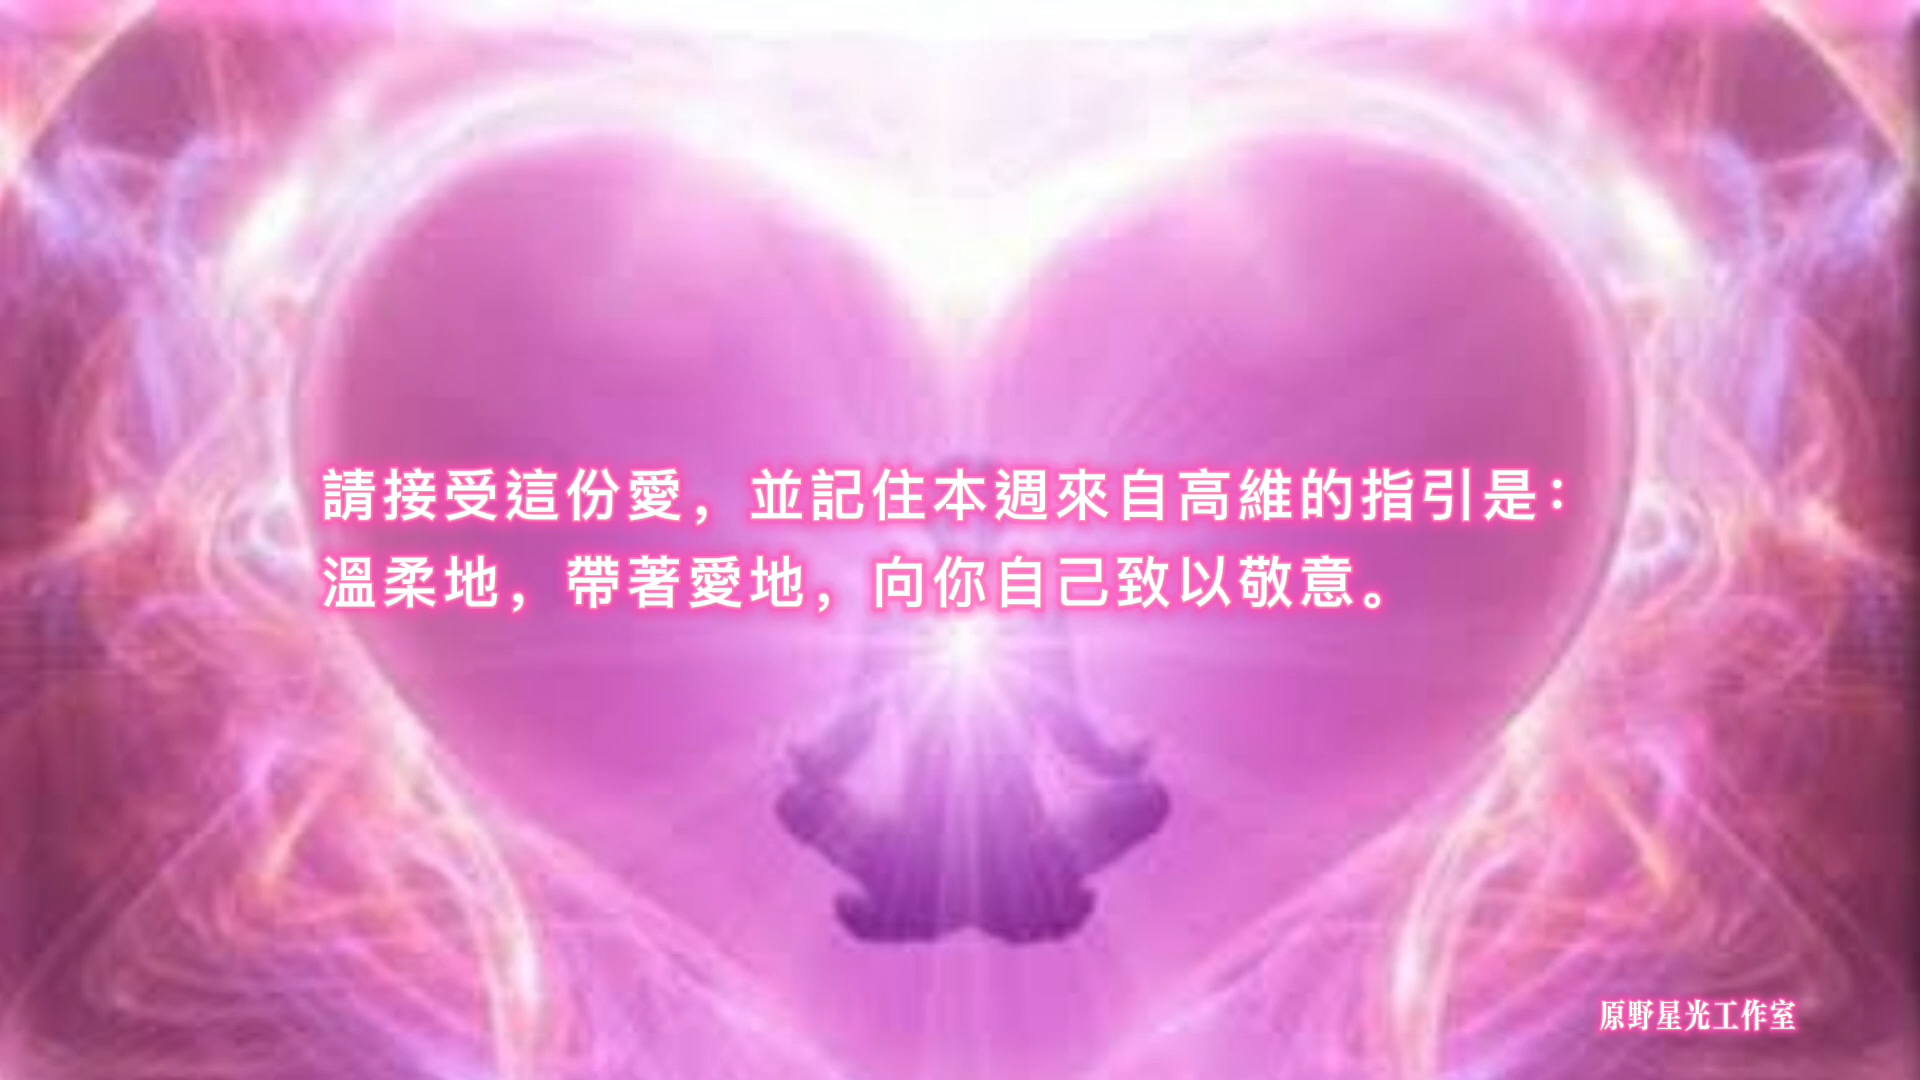 請接受這份愛，並記住本週來自高維的指引是：
溫柔地，帶著愛地，向你自己致以敬意。
原野星光工作室